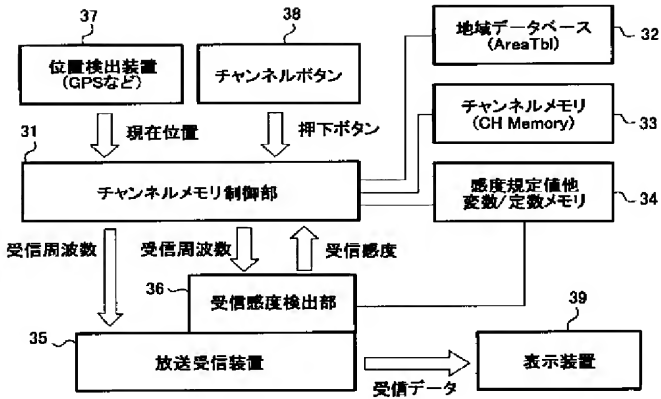 37
38
位置検出装置
(GPSなど)
チャンネルボタン
地域データベース
(AreaTbl)
32
チャンネルメモリ
(CH Memory)
33
31
現在位置
押下ボタン
チャンネルメモリ制御部
感度規定値他
変数/定数メモリ
34
受信周波数
受信周波数
受信感度
36
受信感度検出部
35
放送受信装置
39
表示装置
受信データ